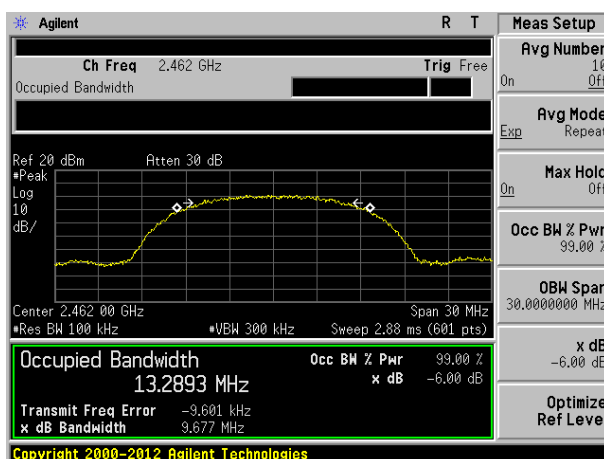 Agilent R T Meas Setup
Avg Number
10
On Off
Ch Freq 2.462 GHz Trig Free
Occupied Bandwidth
Avg Mode
Exp Repeat
Ref 20 dBm Atten 30 dB
#Peak
Log
10
dB/
Max Hold
On Off
Occ BW % Pwr
99.00 %
OBW Span
30.0000000 MHz
Center 2.462 00 GHz Span 30 MHz
#Res BW 100 kHz #VBW 300 kHz Sweep 2.88 ms (601 pts)
x dB
-6.00 dB
Occupied Bandwidth Occ BW % Pwr 99.00 %
13.2893 MHz x dB -6.00 dB
Transmit Freq Error -9.601 kHz
x dB Bandwidth 9.677 MHz
Optimize
Ref Level
Copyright 2000-2012 Agilent Technologies